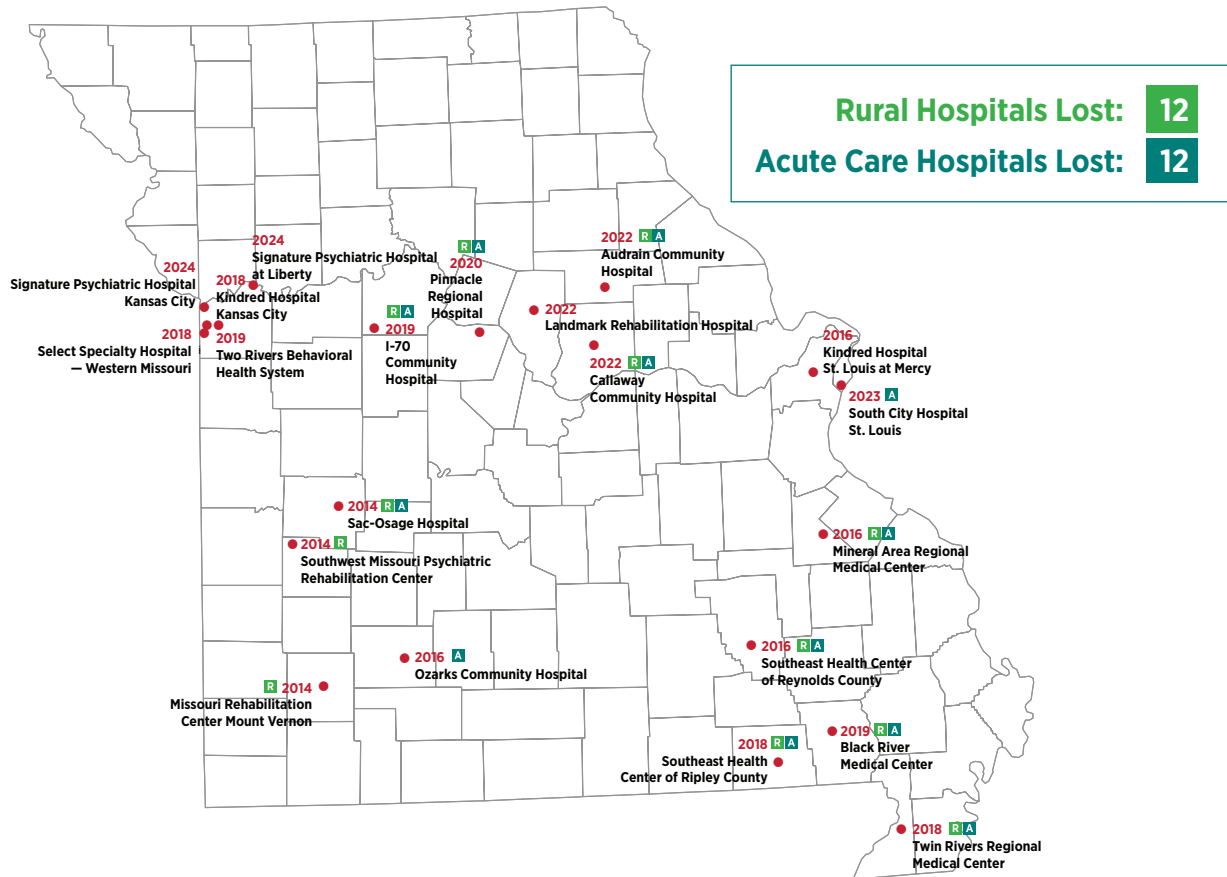 Rural Hospitals Lost: 12
Acute Care Hospitals Lost: 12
2024
Signature Psychiatric Hospital
at Liberty
2024
Signature Psychiatric Hospital
Kansas City
2018
Kindred Hospital
Kansas City
2018
Select Specialty Hospital
— Western Missouri
2019
Two Rivers Behavioral
Health System
R A
2019
I-70
Community
Hospital
R A
2020
Pinnacle
Regional
Hospital
2022 R A
Audrain Community
Hospital
2022
Landmark Rehabilitation Hospital
2022 R A
Callaway
Community Hospital
2016
Kindred Hospital
St. Louis at Mercy
2023 A
South City Hospital
St. Louis
2014 R A
Sac-Osage Hospital
2014 R
Southwest Missouri Psychiatric
Rehabilitation Center
2016 R A
Mineral Area Regional
Medical Center
2016 A
Ozarks Community Hospital
R 2014
Missouri Rehabilitation
Center Mount Vernon
2016 R A
Southeast Health Center
of Reynolds County
2018 R A
Southeast Health
Center of Ripley County
2019 R A
Black River
Medical Center
2018 R A
Twin Rivers Regional
Medical Center